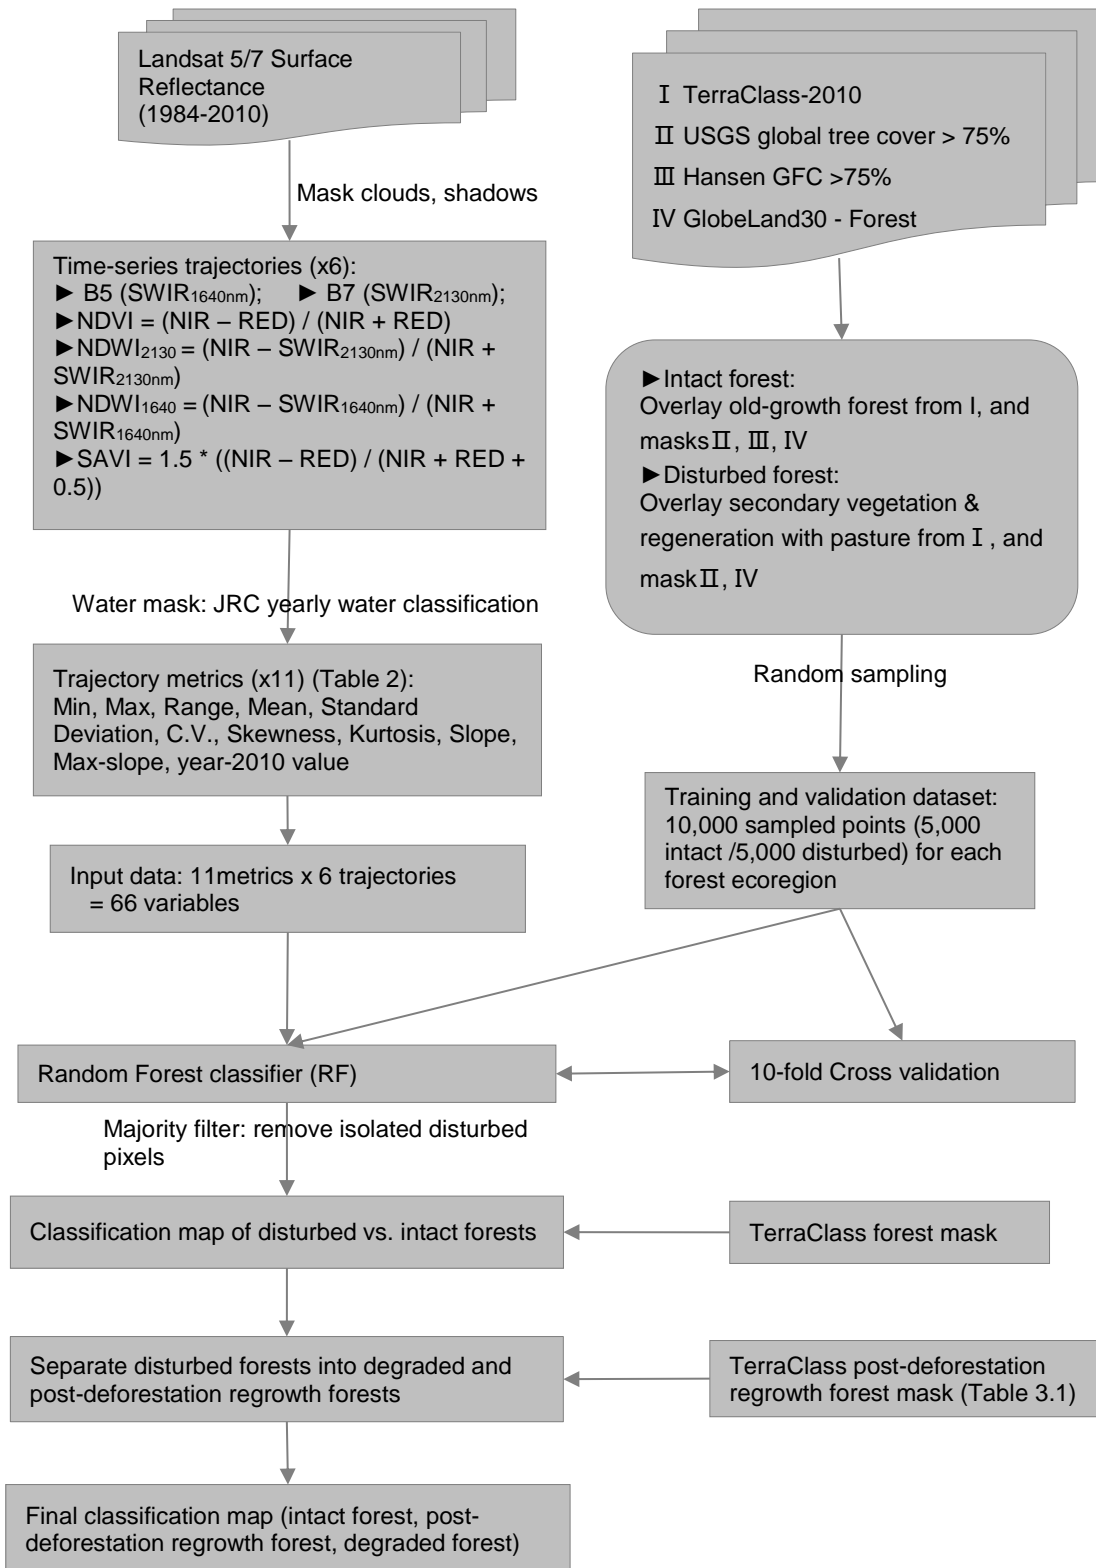 Landsat 5/7 Surface
Reflectance
(1984-2010)
Mask clouds, shadows
Time-series trajectories (x6):
► B5 (SWIR1640nm); ► B7 (SWIR2130nm);
►NDVI = (NIR – RED) / (NIR + RED)
►NDWI2130 = (NIR – SWIR2130nm) / (NIR +
SWIR2130nm)
►NDWI1640 = (NIR – SWIR1640nm) / (NIR +
SWIR1640nm)
►SAVI = 1.5 * ((NIR – RED) / (NIR + RED +
0.5))
Water mask: JRC yearly water classification
Trajectory metrics (x11) (Table 2):
Min, Max, Range, Mean, Standard
Deviation, C.V., Skewness, Kurtosis, Slope,
Max-slope, year-2010 value
Input data: 11metrics x 6 trajectories
= 66 variables
Ⅰ TerraClass-2010
Ⅱ USGS global tree cover > 75%
Ⅲ Hansen GFC >75%
Ⅳ GlobeLand30 - Forest
►Intact forest:
Overlay old-growth forest from I, and
masksⅡ, Ⅲ, Ⅳ
►Disturbed forest:
Overlay secondary vegetation &
regeneration with pasture from Ⅰ, and
maskⅡ, Ⅳ
Random sampling
Training and validation dataset:
10,000 sampled points (5,000
intact /5,000 disturbed) for each
forest ecoregion
Random Forest classifier (RF)
10-fold Cross validation
Majority filter: remove isolated disturbed
pixels
Classification map of disturbed vs. intact forests
TerraClass forest mask
Separate disturbed forests into degraded and
post-deforestation regrowth forests
TerraClass post-deforestation
regrowth forest mask (Table 3.1)
Final classification map (intact forest, post-
deforestation regrowth forest, degraded forest)